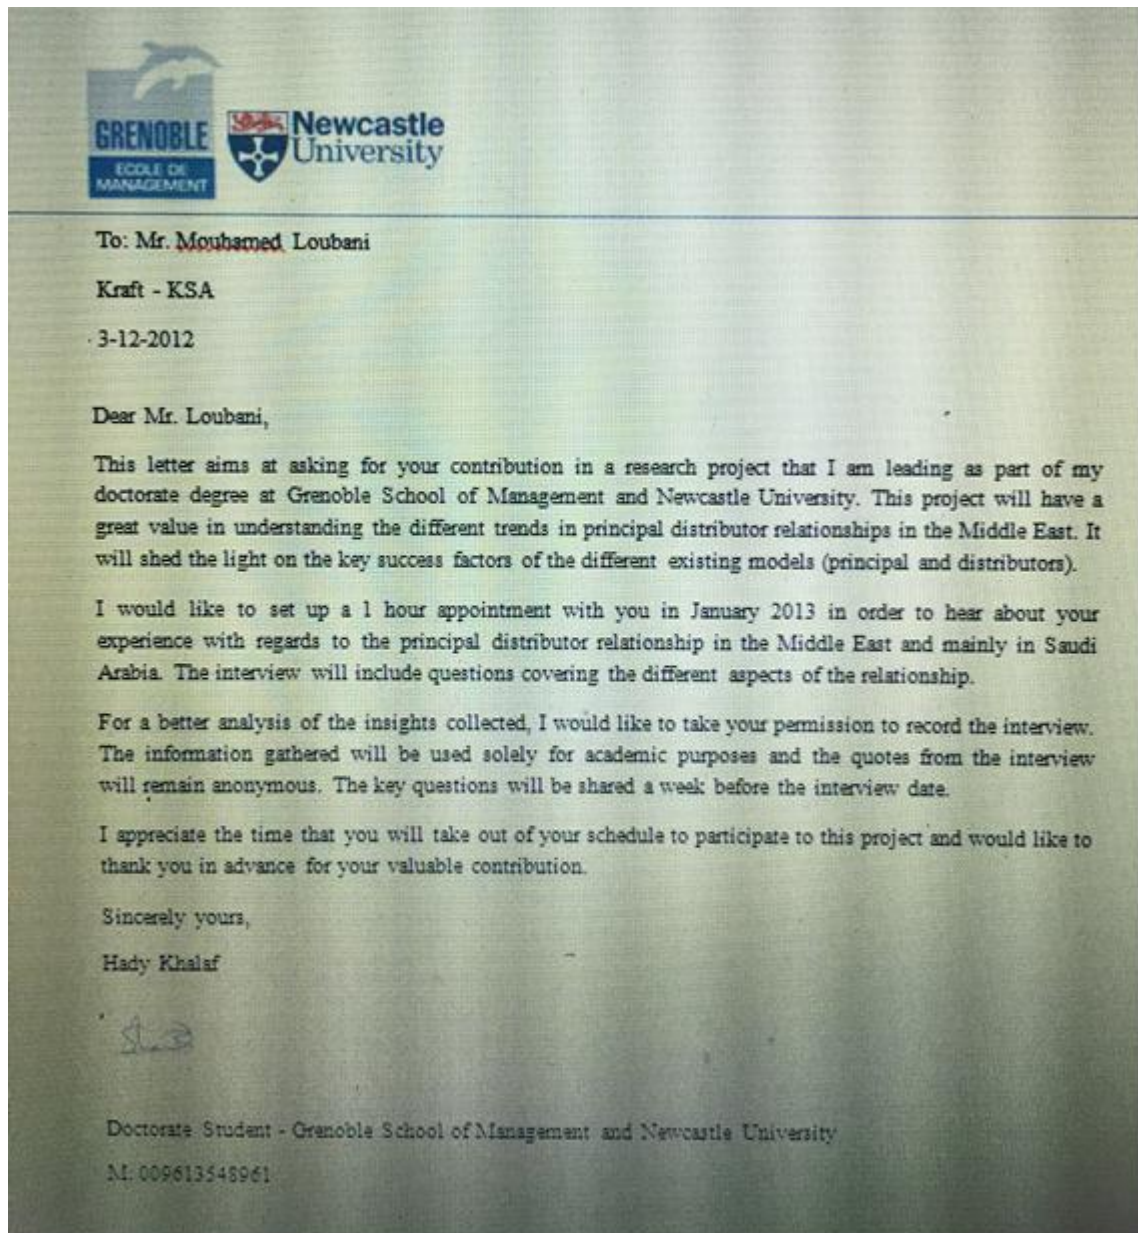 GRENOBLE
ECOLE DE
MANAGEMENT
Newcastle
University
To: Mr. Mouhamed Loubani
Kraft - KSA
3-12-2012
Dear Mr. Loubani,
This letter aims at asking for your contribution in a research project that I am leading as part of my
doctorate degree at Grenoble School of Management and Newcastle University. This project will have a
great value in understanding the different trends in principal distributor relationships in the Middle East. It
will shed the light on the key success factors of the different existing models (principal and distributors).
I would like to set up a 1 hour appointment with you in January 2013 in order to hear about your
experience with regards to the principal distributor relationship in the Middle East and mainly in Saudi
Arabia. The interview will include questions covering the different aspects of the relationship.
For a better analysis of the insights collected, I would like to take your permission to record the interview.
The information gathered will be used solely for academic purposes and the quotes from the interview
will remain anonymous. The key questions will be shared a week before the interview date.
I appreciate the time that you will take out of your schedule to participate to this project and would like to
thank you in advance for your valuable contribution.
Sincerely yours,
Hady Khalaf
Doctorate Student - Grenoble School of Management and Newcastle University
M: 009613548961